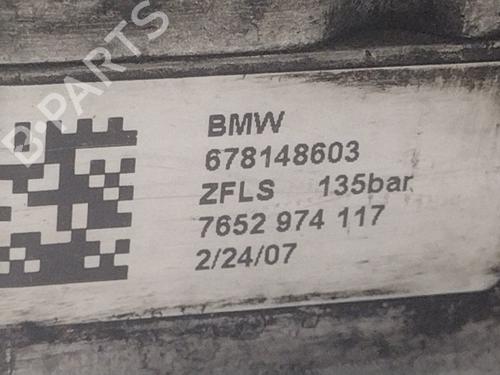 B-PARTS
BMW
678148603
ZFLS 135bar
7652 974 117
2/24/07